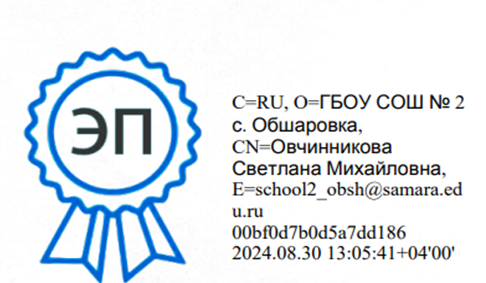 ЭП
C=RU, O=ГБОУ СОШ № 2
с. Обшаровка,
CN=Овчинникова
Светлана Михайловна,
E=school2_obsh@samara.ed
u.ru
00bf0d7b0d5a7dd186
2024.08.30 13:05:41+04'00'